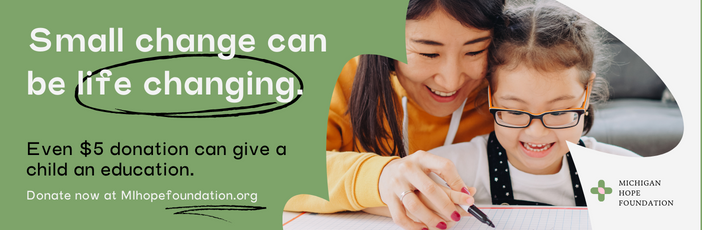 Small change can
be life changing.
Even $5 donation can give a
child an education.
Donate now at MIhopefoundation.org
MICHIGAN
HOPE
FOUNDATION